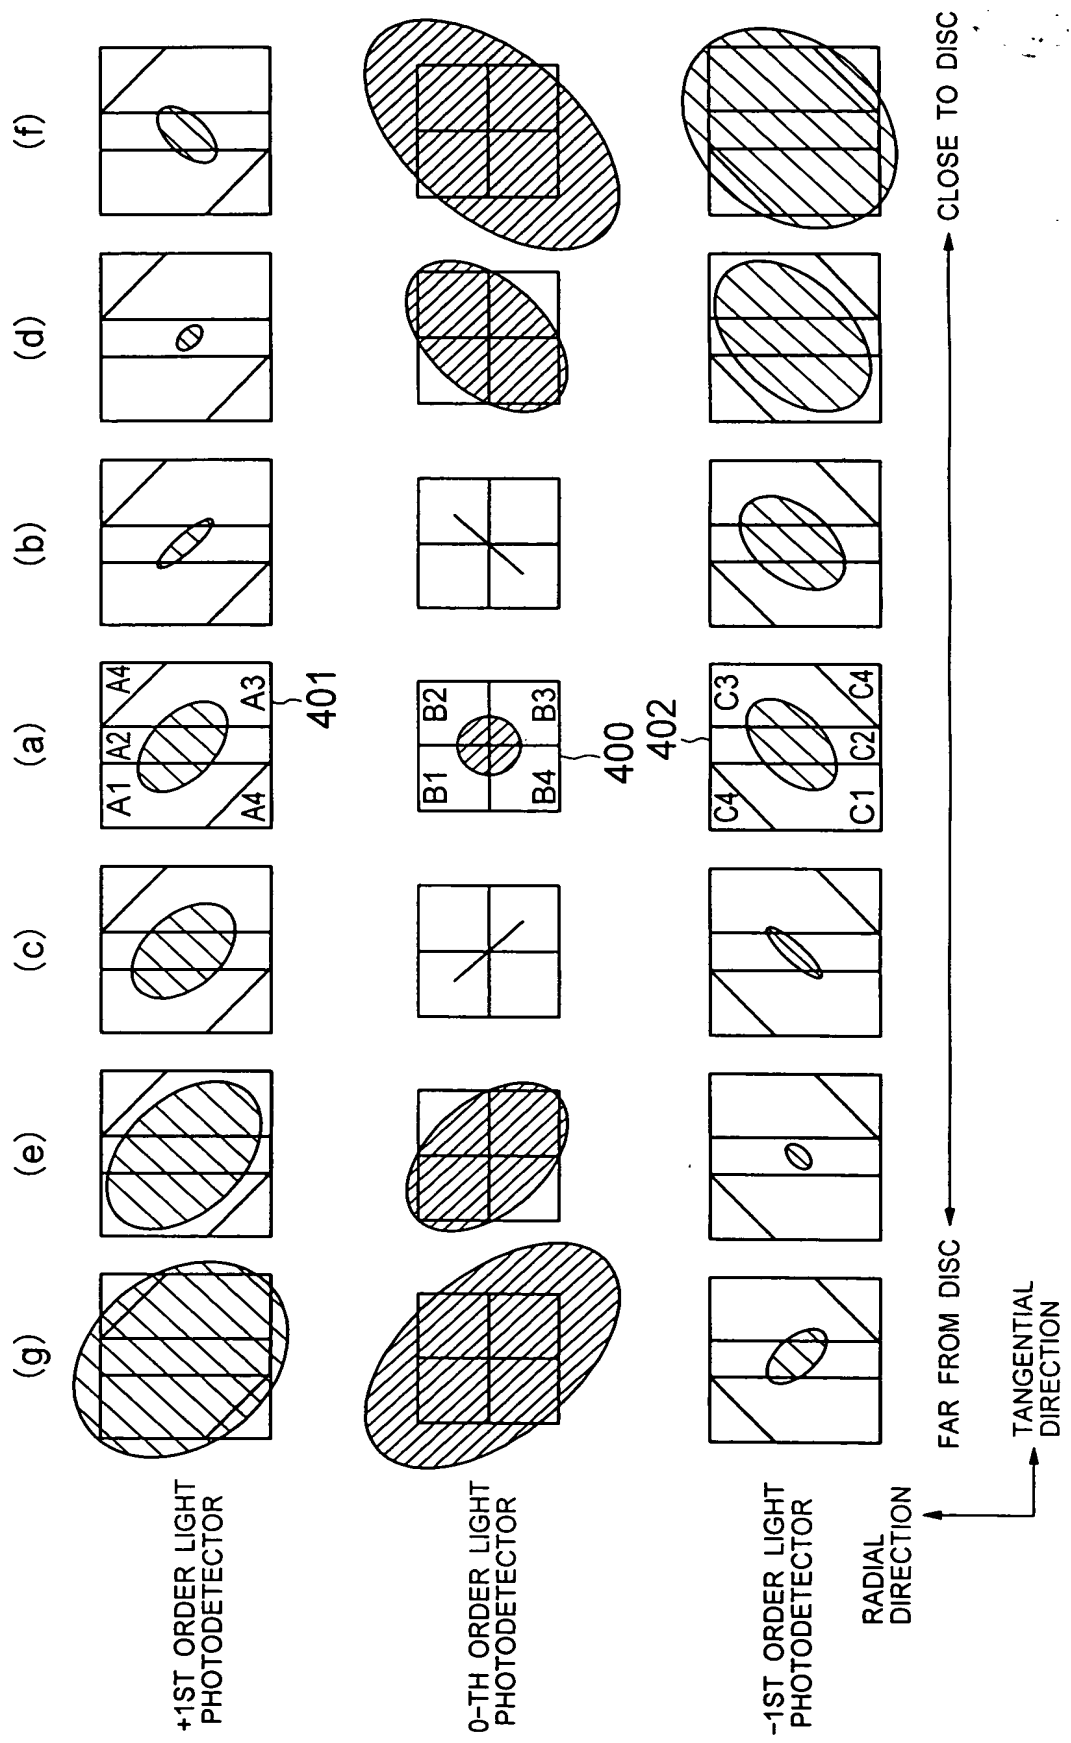 (g) (e) (c) (a) (b) (d) (f)
+1ST ORDER LIGHT
PHOTODETECTOR
A1 A2 A4
A4 A3
401
0-TH ORDER LIGHT
PHOTODETECTOR
B1 B2
B4 B3
400
-1ST ORDER LIGHT
PHOTODETECTOR
402
C4 C3
C1 C2 C4
FAR FROM DISC
CLOSE TO DISC
RADIAL
DIRECTION
TANGENTIAL
DIRECTION